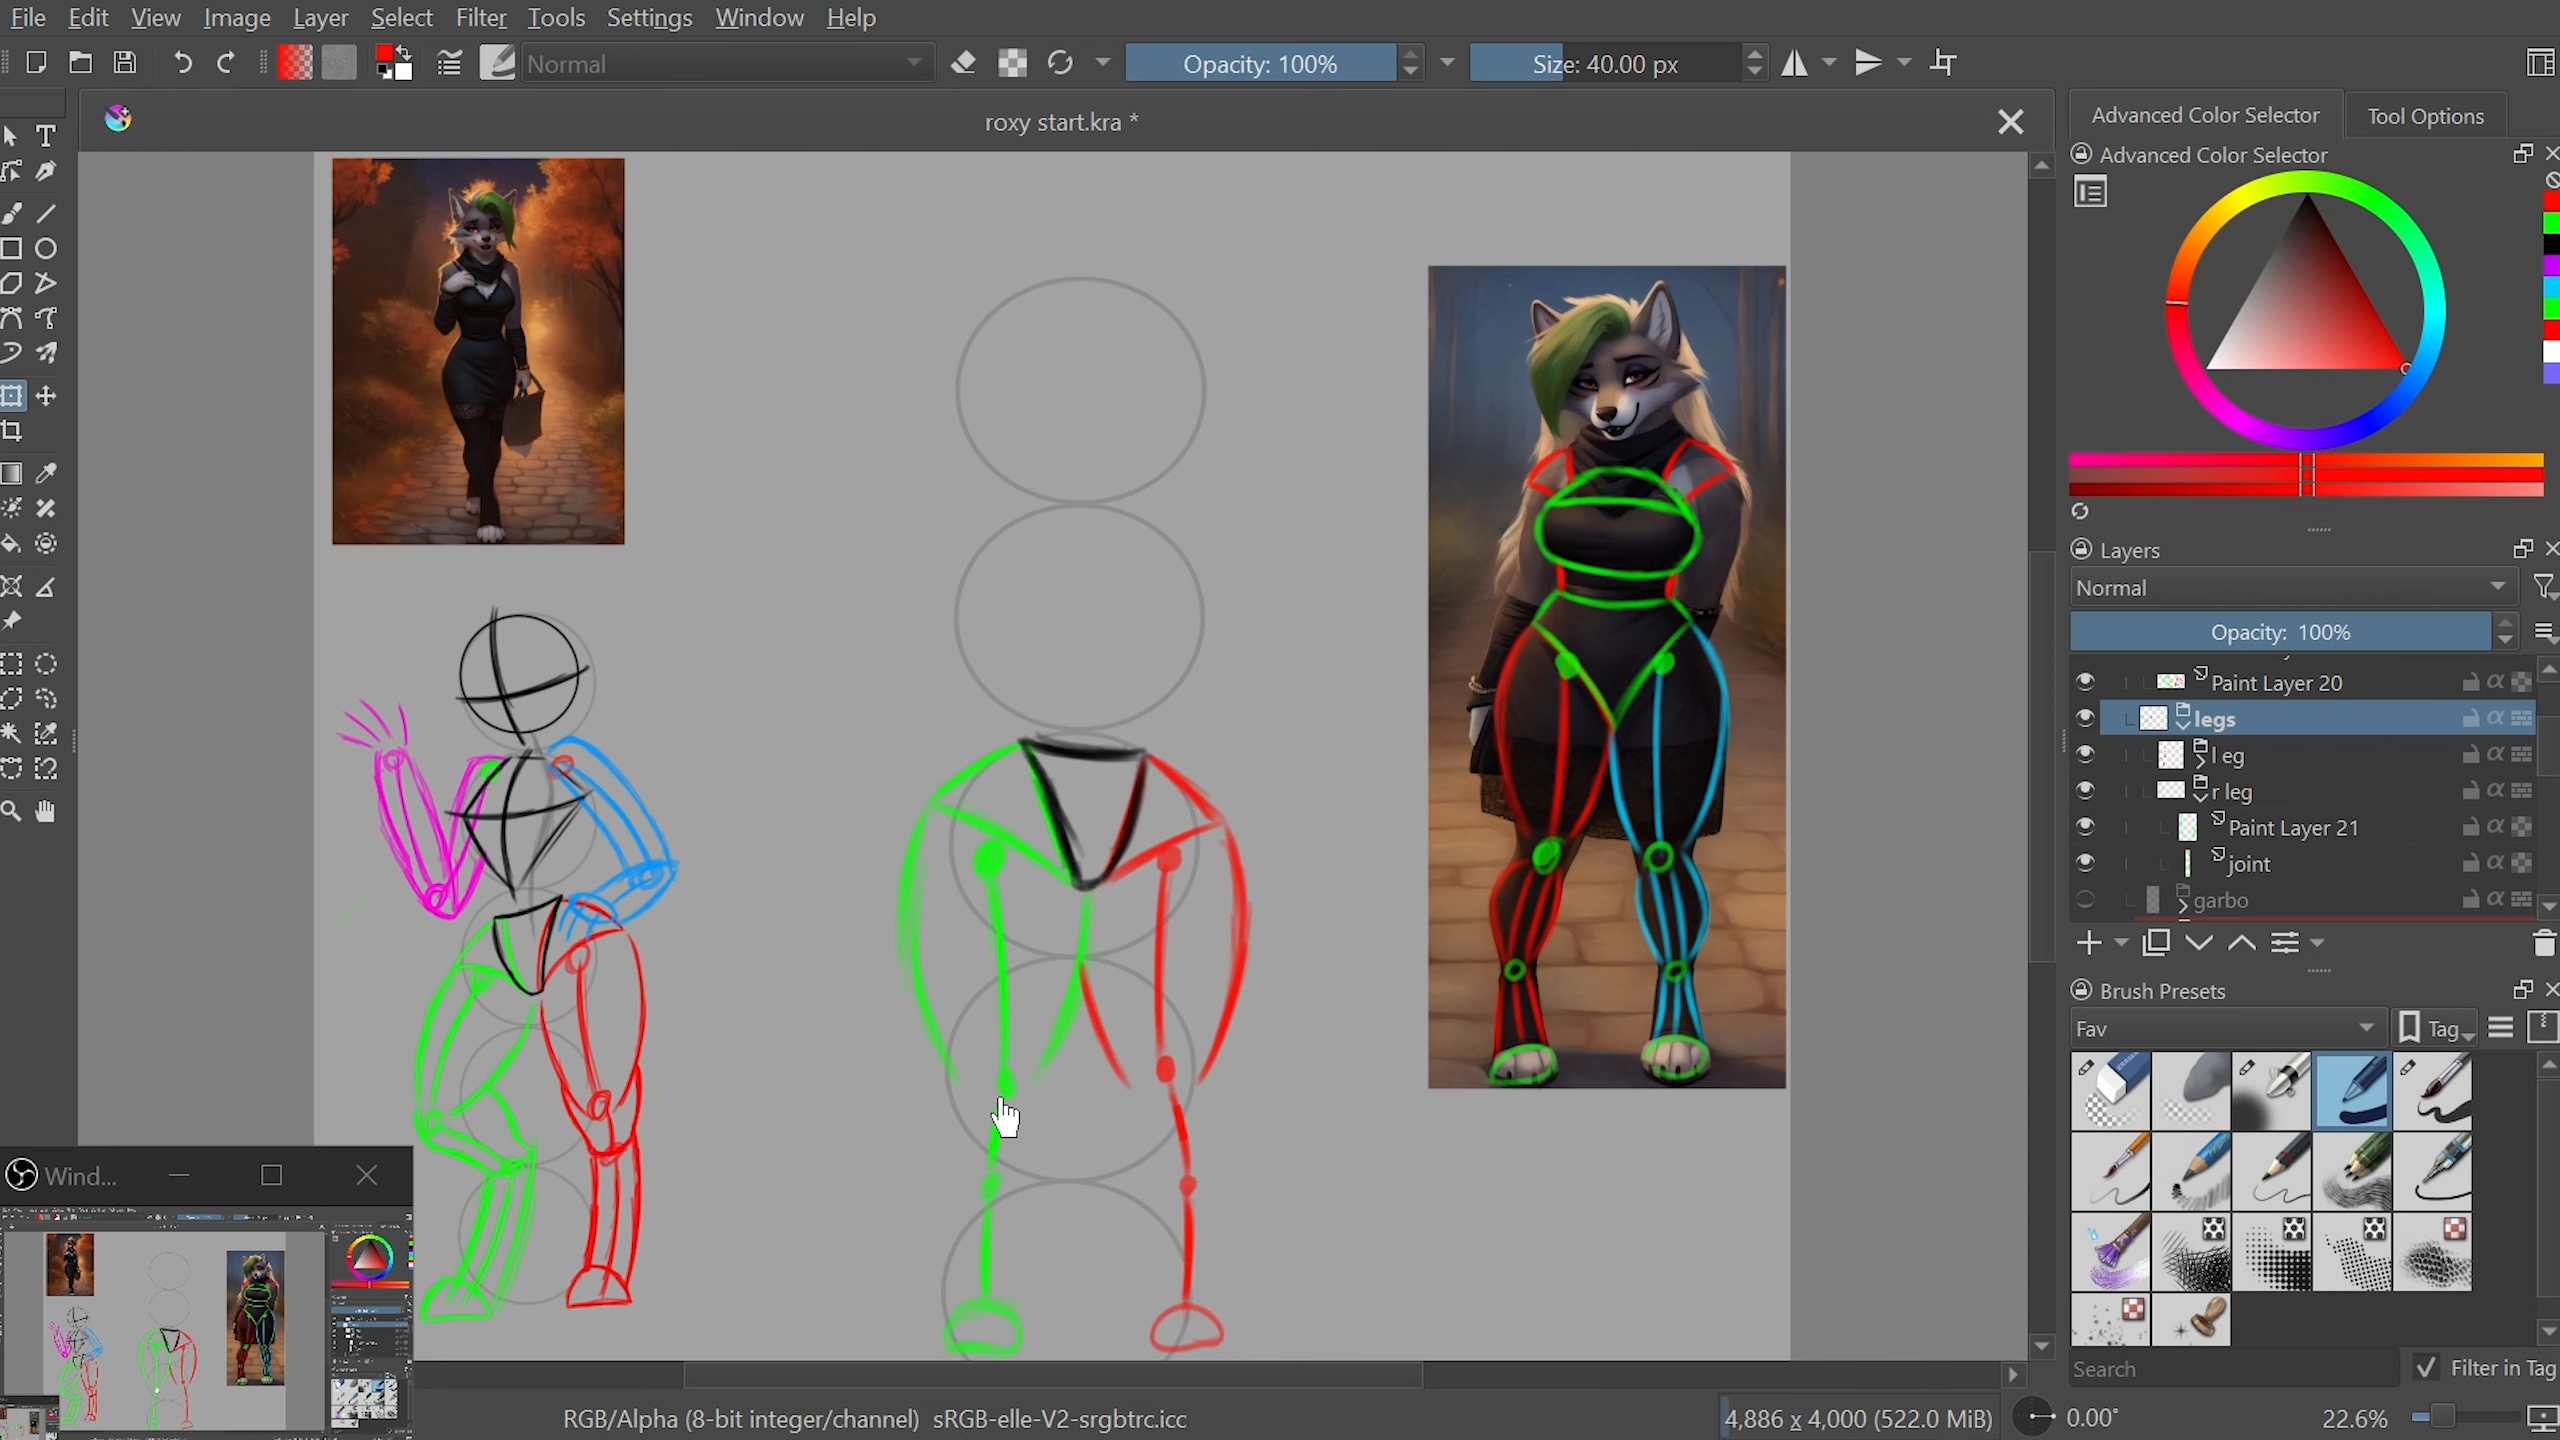 File Edit View Image Layer Select Filter Tools Settings Window Help
Normal
Opacity: 100%
Size: 40.00 px
roxy start.kra *
Advanced Color Selector
Tool Options
Advanced Color Selector
Layers
Normal
Opacity: 100%
Paint Layer 20
legs
l eg
r leg
Paint Layer 21
joint
garbo
Brush Presets
Fav
Tag
Search
Filter in Tag
Wind...
RGB/Alpha (8-bit integer/channel) sRGB-elle-V2-srgbtrc.icc
4,886 x 4,000 (522.0 MiB)
0.00°
22.6%